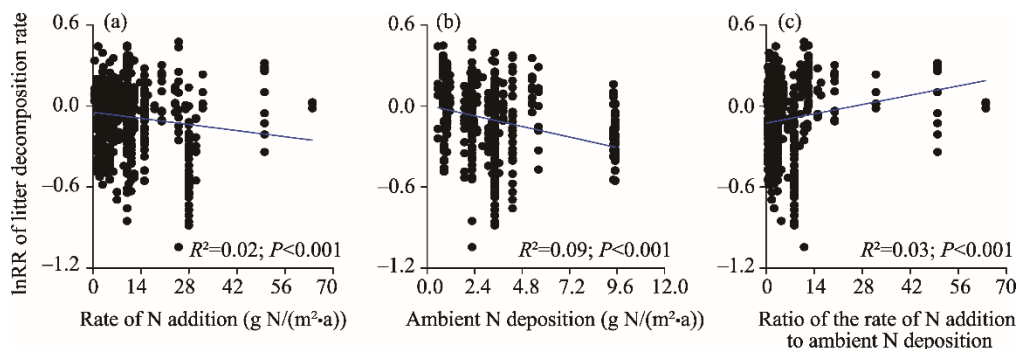 lnRR of litter decomposition rate
(a)
0.6
0.0
−0.6
−1.2
R²=0.02; P<0.001
0 14 28 42 56 70
Rate of N addition (g N/(m²·a))
(b)
0.6
0.0
−0.6
−1.2
R²=0.09; P<0.001
0.0 2.4 4.8 7.2 9.6 12.0
Ambient N deposition (g N/(m²·a))
(c)
0.6
0.0
−0.6
−1.2
R²=0.03; P<0.001
0 14 28 42 56 70
Ratio of the rate of N addition
to ambient N deposition